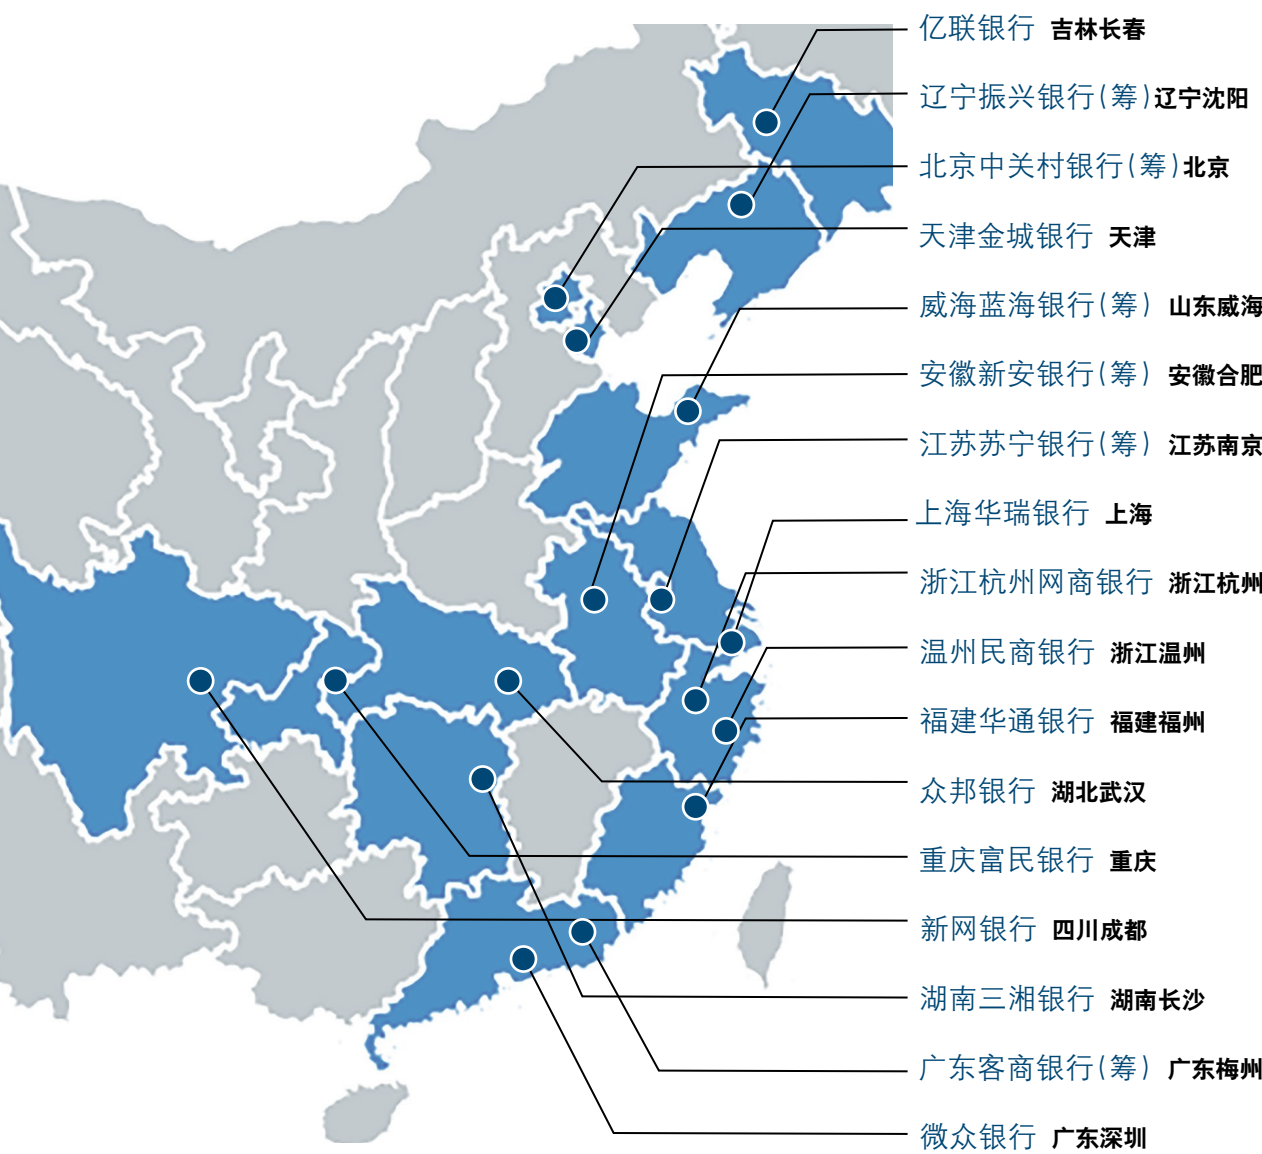 亿联银行 吉林长春
辽宁振兴银行(筹)辽宁沈阳
北京中关村银行(筹)北京
天津金城银行 天津
威海蓝海银行(筹) 山东威海
安徽新安银行(筹) 安徽合肥
江苏苏宁银行(筹) 江苏南京
上海华瑞银行 上海
浙江杭州网商银行 浙江杭州
温州民商银行 浙江温州
福建华通银行 福建福州
众邦银行 湖北武汉
重庆富民银行 重庆
新网银行 四川成都
湖南三湘银行 湖南长沙
广东客商银行(筹) 广东梅州
微众银行 广东深圳